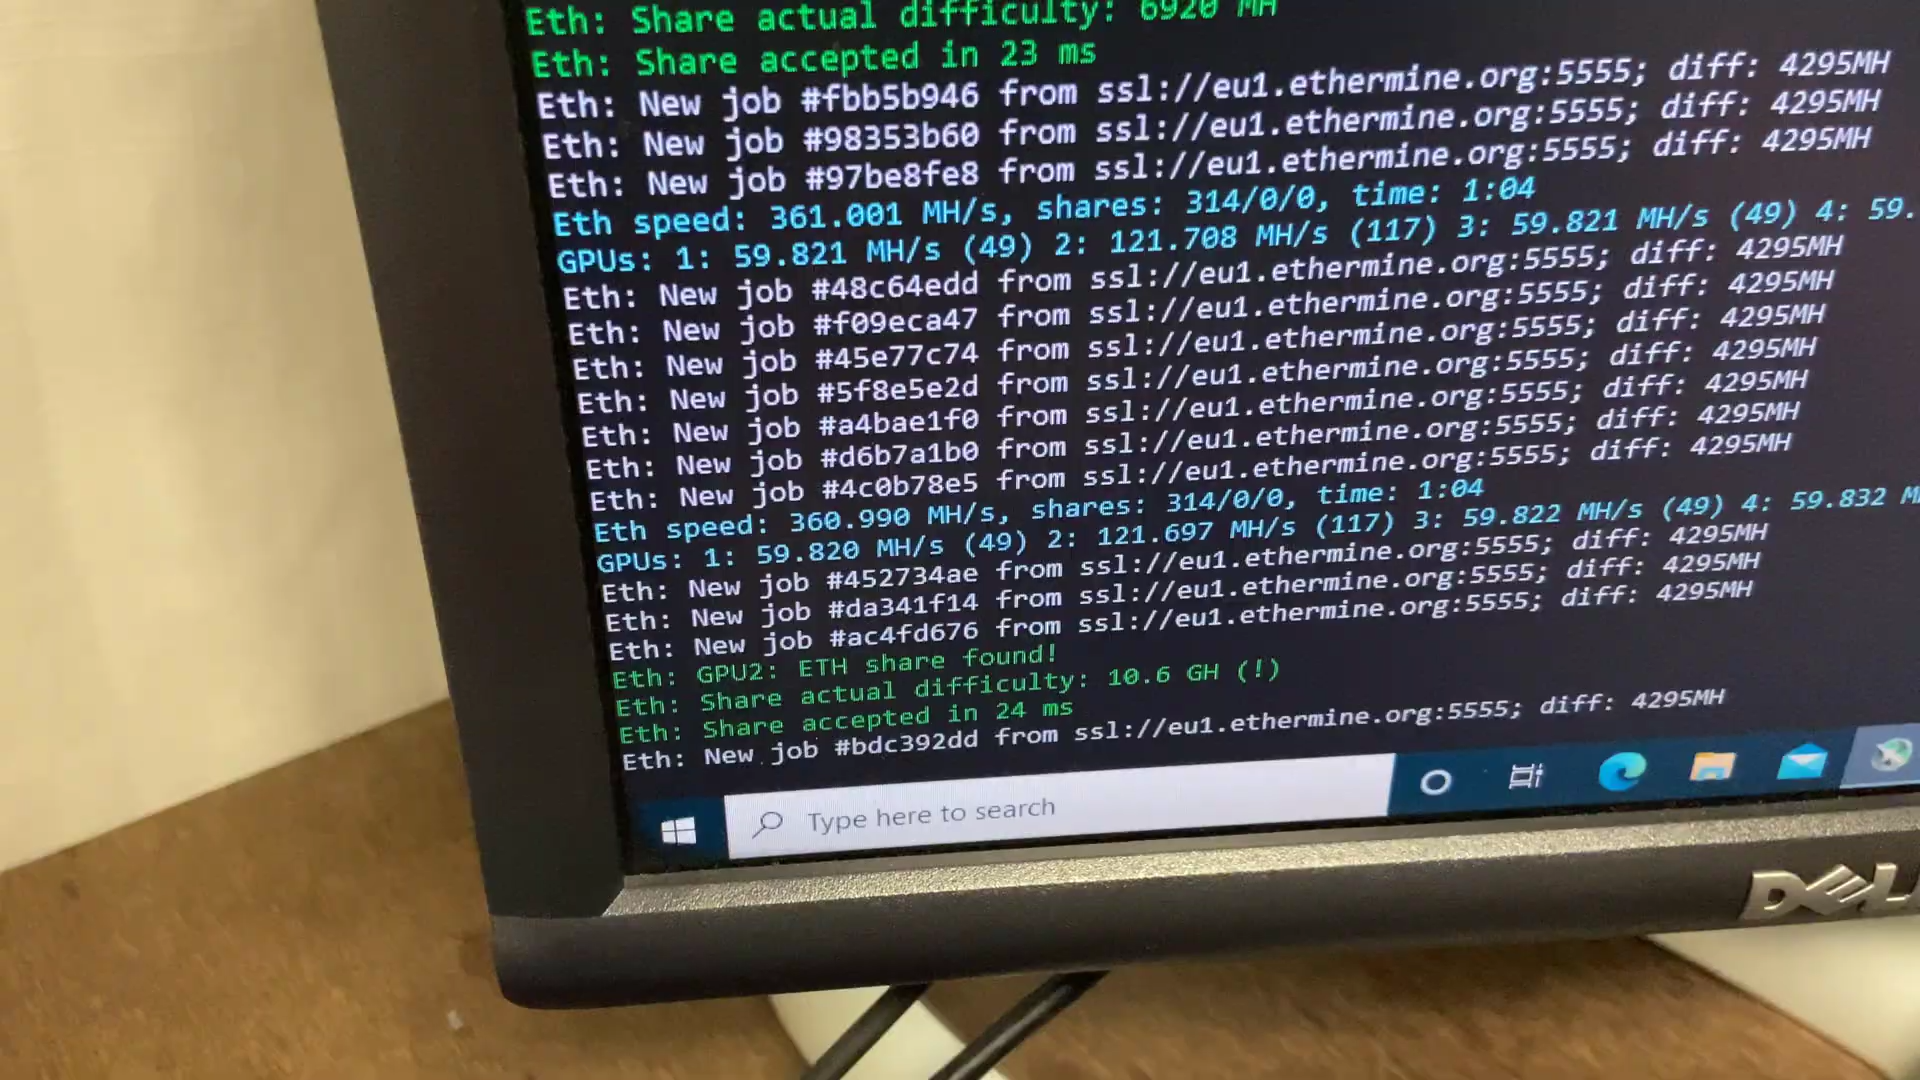 Eth: Share actual difficulty: 6920 MH
Eth: Share accepted in 23 ms
Eth: New job #fbb5b946 from ssl://eu1.ethermine.org:5555; diff: 4295MH
Eth: New job #98353b60 from ssl://eu1.ethermine.org:5555; diff: 4295MH
Eth: New job #97be8fe8 from ssl://eu1.ethermine.org:5555; diff: 4295MH
Eth speed: 361.001 MH/s, shares: 314/0/0, time: 1:04
GPUs: 1: 59.821 MH/s (49) 2: 121.708 MH/s (117) 3: 59.821 MH/s (49) 4: 59.
Eth: New job #48c64edd from ssl://eu1.ethermine.org:5555; diff: 4295MH
Eth: New job #f09eca47 from ssl://eu1.ethermine.org:5555; diff: 4295MH
Eth: New job #45e77c74 from ssl://eu1.ethermine.org:5555; diff: 4295MH
Eth: New job #5f8e5e2d from ssl://eu1.ethermine.org:5555; diff: 4295MH
Eth: New job #a4bae1f0 from ssl://eu1.ethermine.org:5555; diff: 4295MH
Eth: New job #d6b7a1b0 from ssl://eu1.ethermine.org:5555; diff: 4295MH
Eth: New job #4c0b78e5 from ssl://eu1.ethermine.org:5555; diff: 4295MH
Eth speed: 360.990 MH/s, shares: 314/0/0, time: 1:04
GPUs: 1: 59.820 MH/s (49) 2: 121.697 MH/s (117) 3: 59.822 MH/s (49) 4: 59.832 M
Eth: New job #452734ae from ssl://eu1.ethermine.org:5555; diff: 4295MH
Eth: New job #da341f14 from ssl://eu1.ethermine.org:5555; diff: 4295MH
Eth: New job #ac4fd676 from ssl://eu1.ethermine.org:5555; diff: 4295MH
Eth: GPU2: ETH share found!
Eth: Share actual difficulty: 10.6 GH (!)
Eth: Share accepted in 24 ms
Eth: New job #bdc392dd from ssl://eu1.ethermine.org:5555; diff: 4295MH
Type here to search
DELL